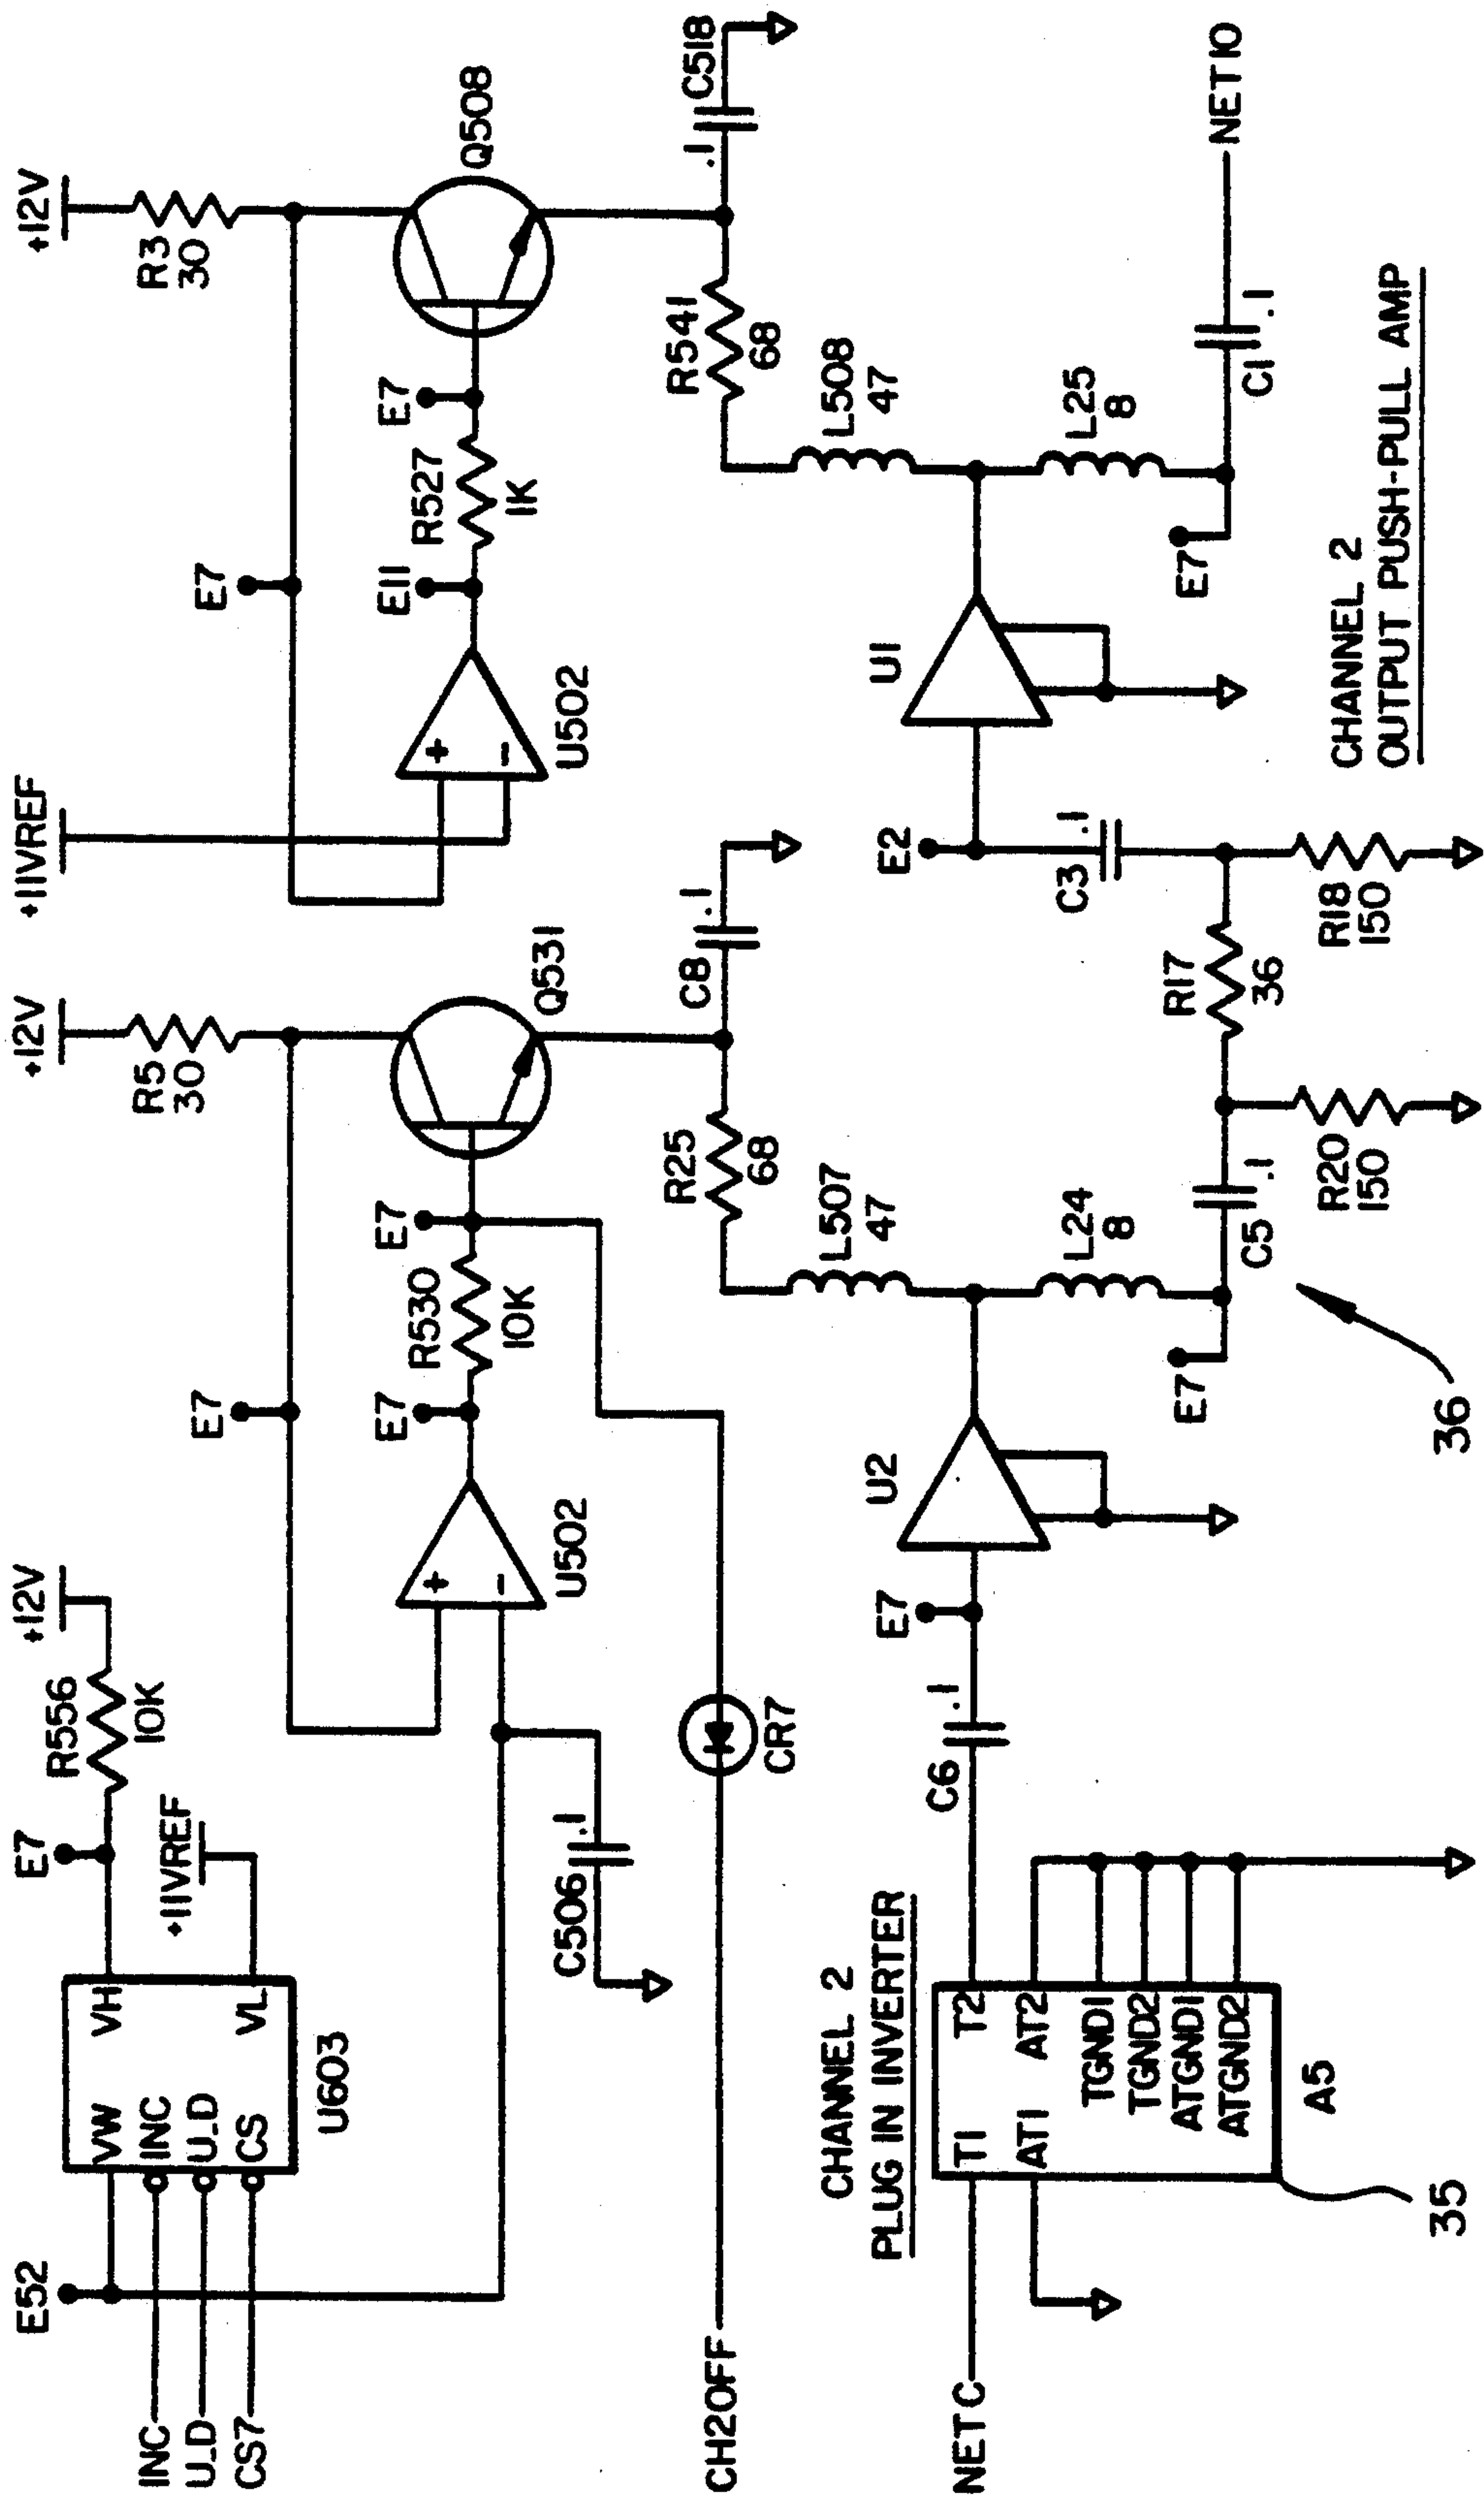 E52
INC
U_D
CS7
VW
INC
U_D
CS
VH
VL
U603
E7
R556
10K
+12V
+11VREF
E7
+12V
R5
30
+
-
U502
E7
R530
10K
E7
Q531
C506
.1
CH2OFF
CR7
R25
68
C8
.1
L507
47
+11VREF
E7
+12V
R3
30
+
-
U502
E11
R527
1K
E7
Q508
R541
68
.1
C518
L508
47
CHANNEL 2
PLUG IN INVERTER
NETC
T1
AT1
T2
AT2
TGND1
TGND2
ATGND1
ATGND2
A5
35
C6
.1
E7
U2
L24
8
E7
C5
.1
R20
150
R17
36
R18
150
C3
.1
E2
U1
L25
8
E7
C1
.1
NET10
36
CHANNEL 2
OUTPUT PUSH-PULL AMP